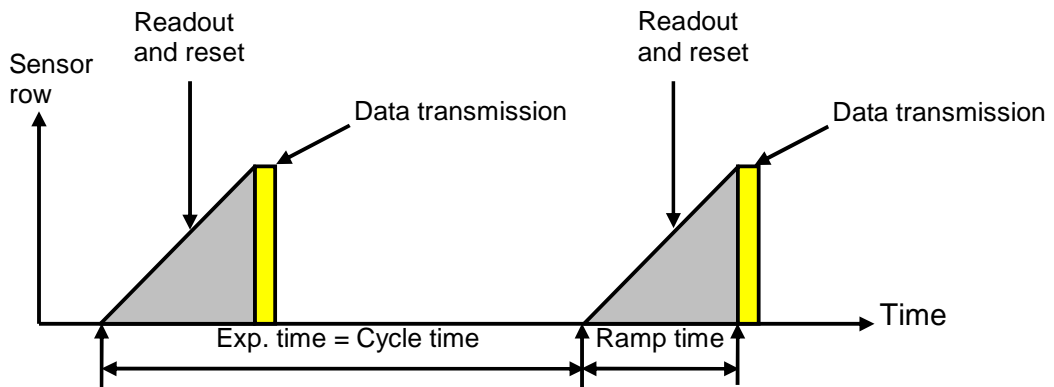 Readout
and reset
Readout
and reset
Sensor
row
Data transmission
Data transmission
Time
Exp. time = Cycle time
Ramp time